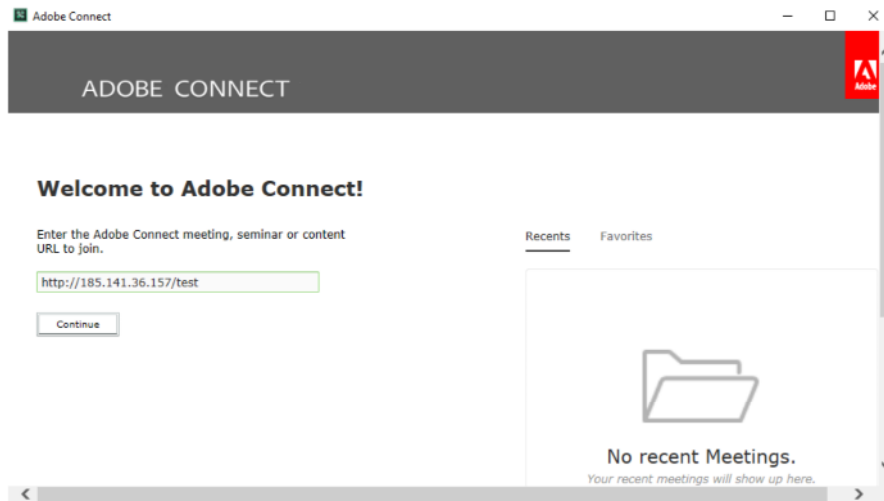 Adobe Connect
ADOBE CONNECT
Adobe
Welcome to Adobe Connect!
Enter the Adobe Connect meeting, seminar or content
URL to join.
http://185.141.36.157/test
Continue
Recents Favorites
No recent Meetings.
Your recent meetings will show up here.